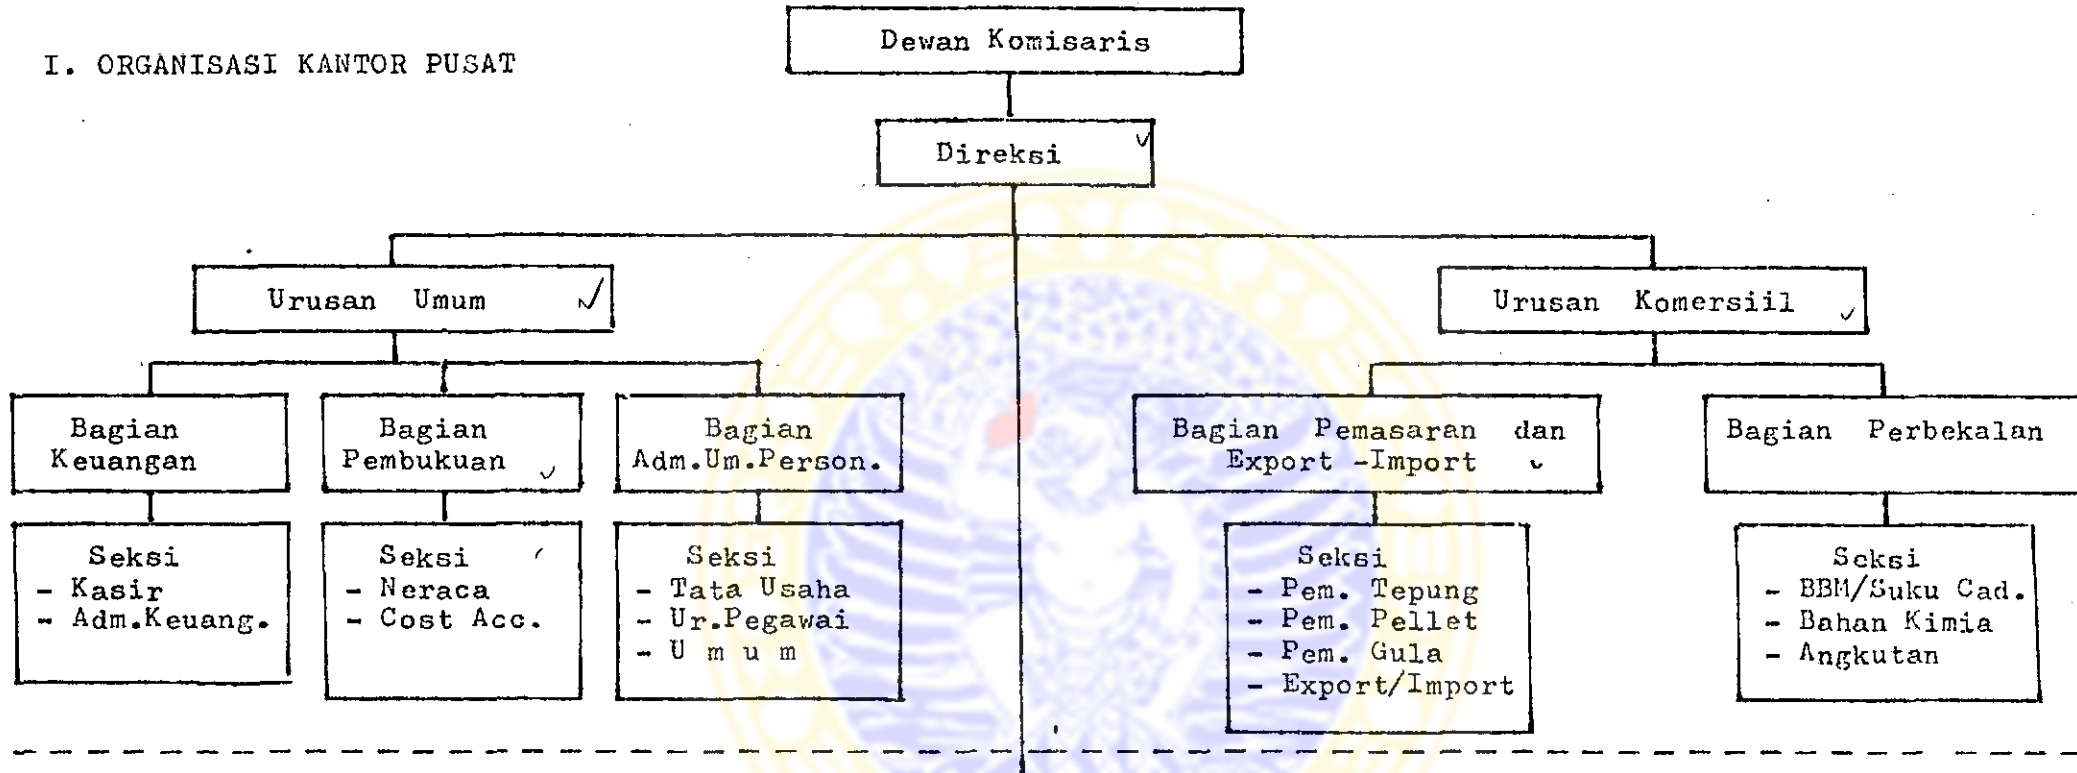 I. ORGANISASI KANTOR PUSAT
Dewan Komisaris
Direksi
Urusan Umum
Urusan Komersiil
Bagian
Keuangan
Bagian
Pembukuan
Bagian
Adm.Um.Person.
Bagian Pemasaran dan
Export -Import
Bagian Perbekalan
Seksi
- Kasir
- Adm.Keuang.
Seksi
- Neraca
- Cost Acc.
Seksi
- Tata Usaha
- Ur.Pegawai
- U m u m
Seksi
- Pem. Tepung
- Pem. Pellet
- Pem. Gula
- Export/Import
Seksi
- BBM/Suku Cad.
- Bahan Kimia
- Angkutan